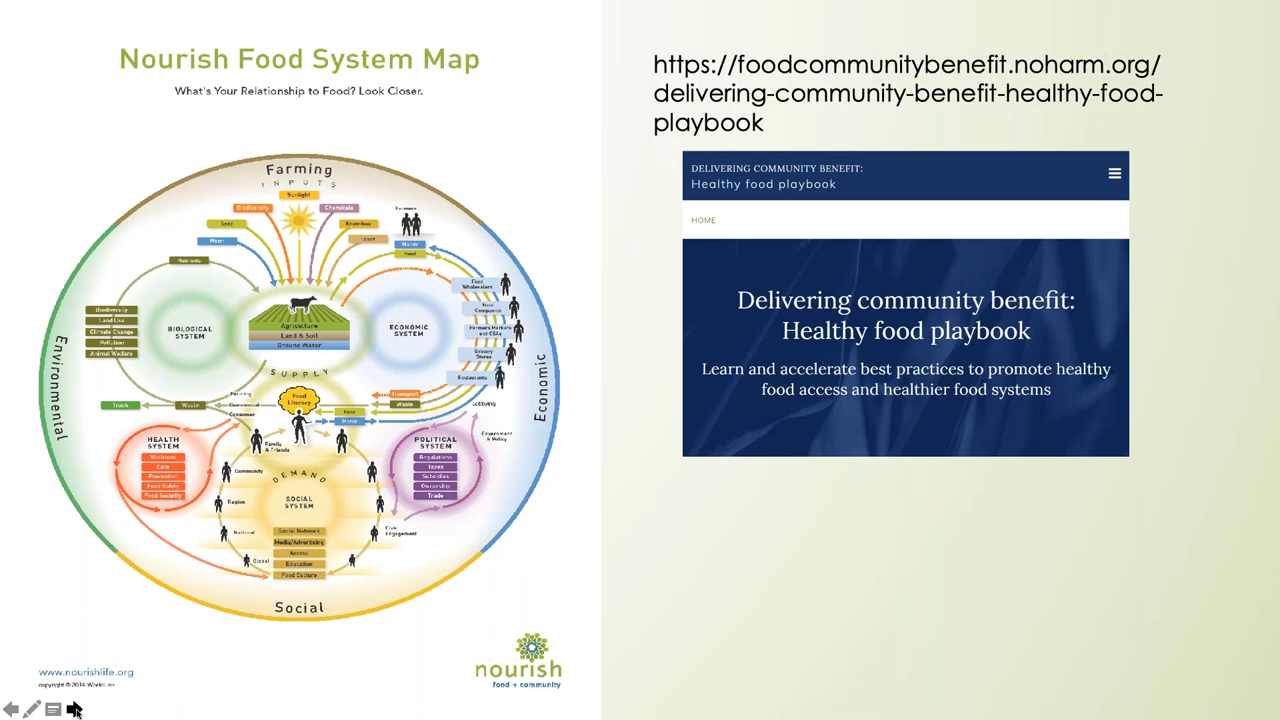 Nourish Food System Map
What's Your Relationship to Food? Look Closer.
Farming
INPUTS
Sunlight
Biodiversity
Chemicals
Seed
Knowhow
Farmers
Water
Labor
Money
Food
Nutrients
Food Wholesalers
Food Companies
Farmers Markets and CSAs
Grocery Stores
Restaurants
Biodiversity
Land Use
Climate Change
Pollution
Animal Welfare
BIOLOGICAL
SYSTEM
Agriculture
Land & Soil
Ground Water
ECONOMIC
SYSTEM
Environmental
Economic
SUPPLY
Food
Literacy
Farming
Commercial
Consumer
Transport
Waste
Food
Money
Trash
Waste
Lobbying
Government
& Policy
HEALTH
SYSTEM
Wellness
Care
Prevention
Food Safety
Food Security
Family
& Friends
Community
Region
National
Global
DEMAND
SOCIAL
SYSTEM
Social Network
Media/Advertising
Access
Education
Food Culture
POLITICAL
SYSTEM
Regulations
Taxes
Subsidies
Ownership
Trade
Civic
Engagement
Social
www.nourishlife.org
nourish
food + community
https://foodcommunitybenefit.noharm.org/
delivering-community-benefit-healthy-food-
playbook
DELIVERING COMMUNITY BENEFIT:
Healthy food playbook
HOME
Delivering community benefit:
Healthy food playbook
Learn and accelerate best practices to promote healthy
food access and healthier food systems